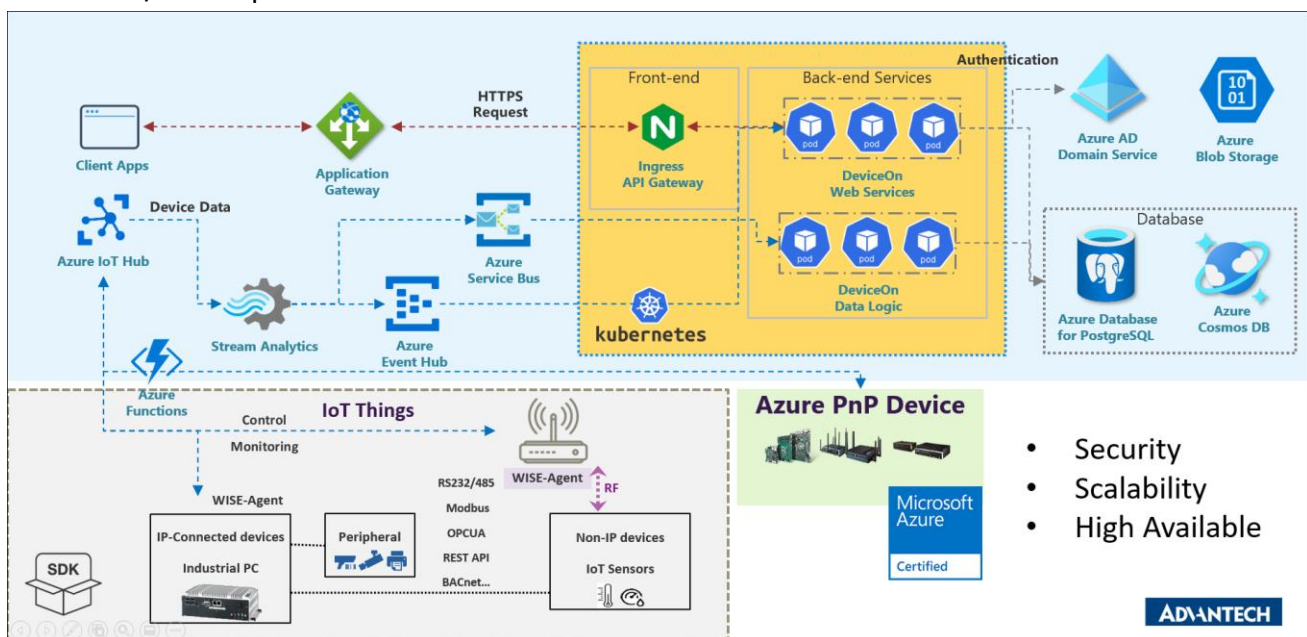 Authentication
Front-end
Back-end Services
HTTPS
Request
10
01
pod
pod
pod
Client Apps
Application
Gateway
Ingress
API Gateway
DeviceOn
Web Services
Azure AD
Domain Service
Azure
Blob Storage
Device Data
Database
Azure IoT Hub
Azure
Service Bus
pod
pod
pod
DeviceOn
Data Logic
kubernetes
Stream Analytics
Azure
Event Hub
Azure Database
for PostgreSQL
Azure
Cosmos DB
Azure
Functions
IoT Things
Control
Monitoring
WISE-Agent
RF
RS232/485
Modbus
OPCUA
REST API
BACnet...
WISE-Agent
IP-Connected devices
Industrial PC
Peripheral
Non-IP devices
IoT Sensors
SDK
Azure PnP Device
Microsoft
Azure
Certified
• Security
• Scalability
• High Available
ADVANTECH